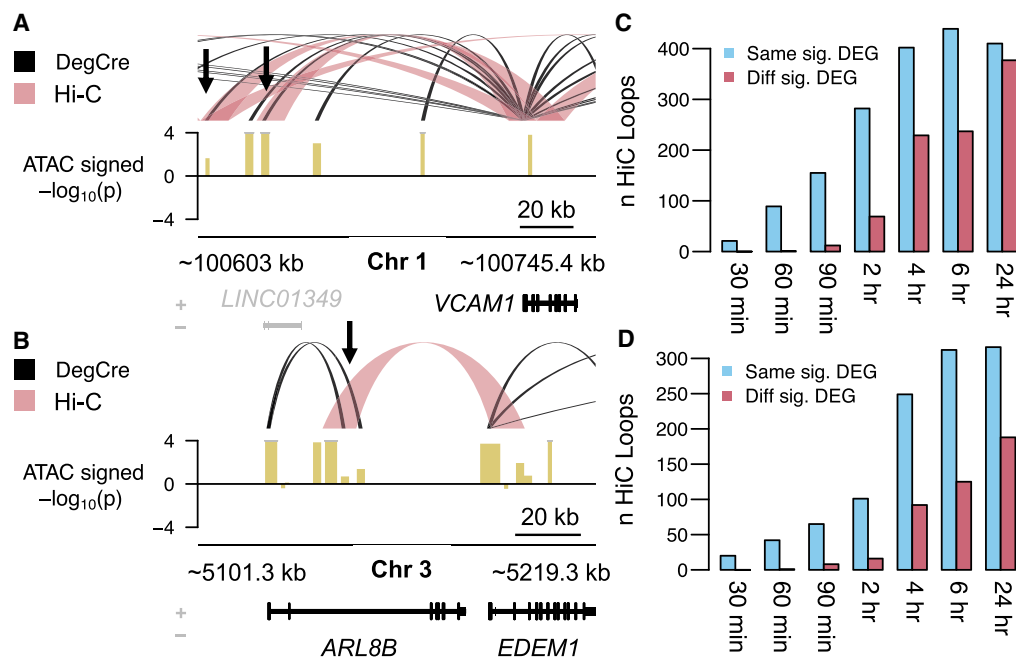 A
DegCre
Hi-C
ATAC signed
–log10(p)
4
0
−4
20 kb
~100603 kb
Chr 1
~100745.4 kb
LINC01349
VCAM1
+
−
B
DegCre
Hi-C
ATAC signed
–log10(p)
4
0
−4
20 kb
~5101.3 kb
Chr 3
~5219.3 kb
+
−
ARL8B
EDEM1
C
Same sig. DEG
Diff sig. DEG
n HiC Loops
400
300
200
100
0
30 min
60 min
90 min
2 hr
4 hr
6 hr
24 hr
D
Same sig. DEG
Diff sig. DEG
n HiC Loops
300
250
200
150
100
50
0
30 min
60 min
90 min
2 hr
4 hr
6 hr
24 hr